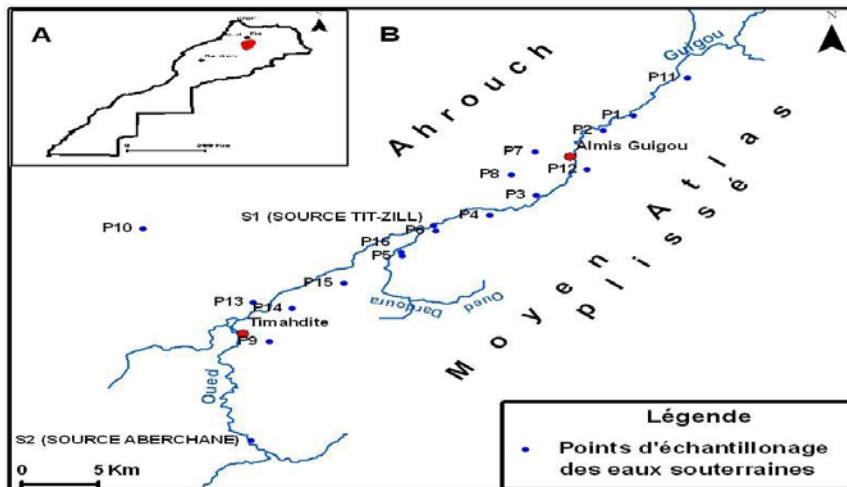 A
B
N
Guigou
P11
Ahrouch
P1
P2
P7
Almis Guigou
P12
P8
P3
Moyen Atlas
plissé
S1 (SOURCE TIT-ZILL)
P4
P10
P6
P16
P5
P15
Oued
Dardoura
P13
P14
Timahdite
P9
Oued
S2 (SOURCE ABERCHANE)
0 5 Km
Légende
Points d'échantillonage
des eaux souterraines